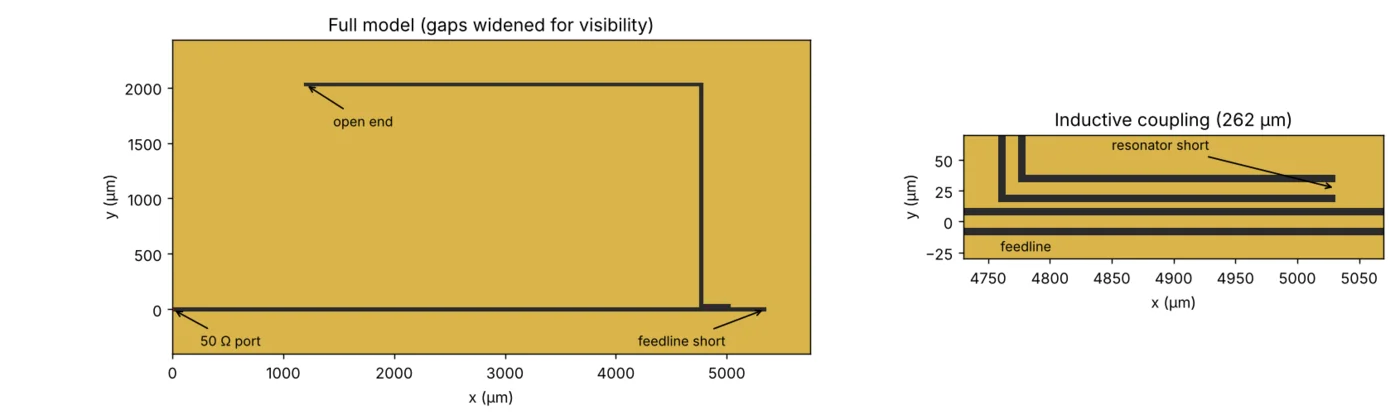 Full model (gaps widened for visibility)
y (µm)
2000
1500
1000
500
0
open end
50 Ω port
feedline short
0
1000
2000
3000
4000
5000
x (µm)
Inductive coupling (262 µm)
y (µm)
50
25
0
−25
resonator short
feedline
4750
4800
4850
4900
4950
5000
5050
x (µm)